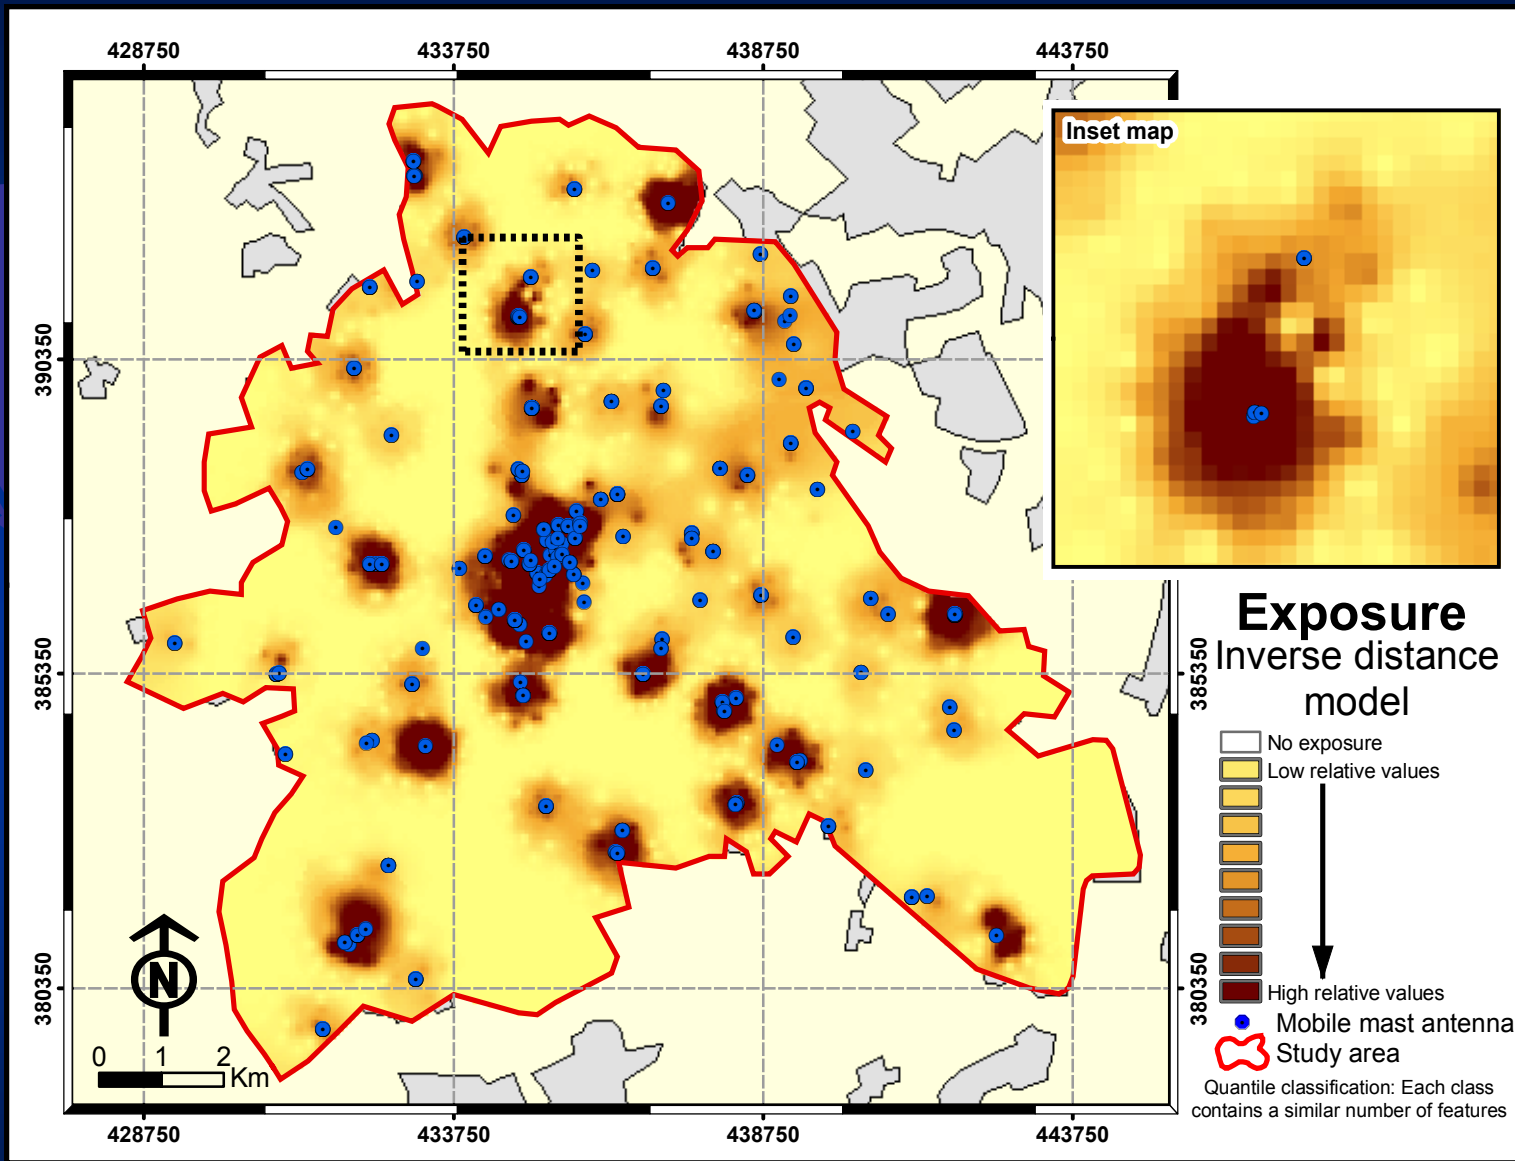 428750 433750 438750 443750
Inset map
390350
385350
385350
380350
380350
Exposure
Inverse distance
model
No exposure
Low relative values
High relative values
Mobile mast antenna
Study area
Quantile classification: Each class
contains a similar number of features
N
0 1 2
Km
428750 433750 438750 443750